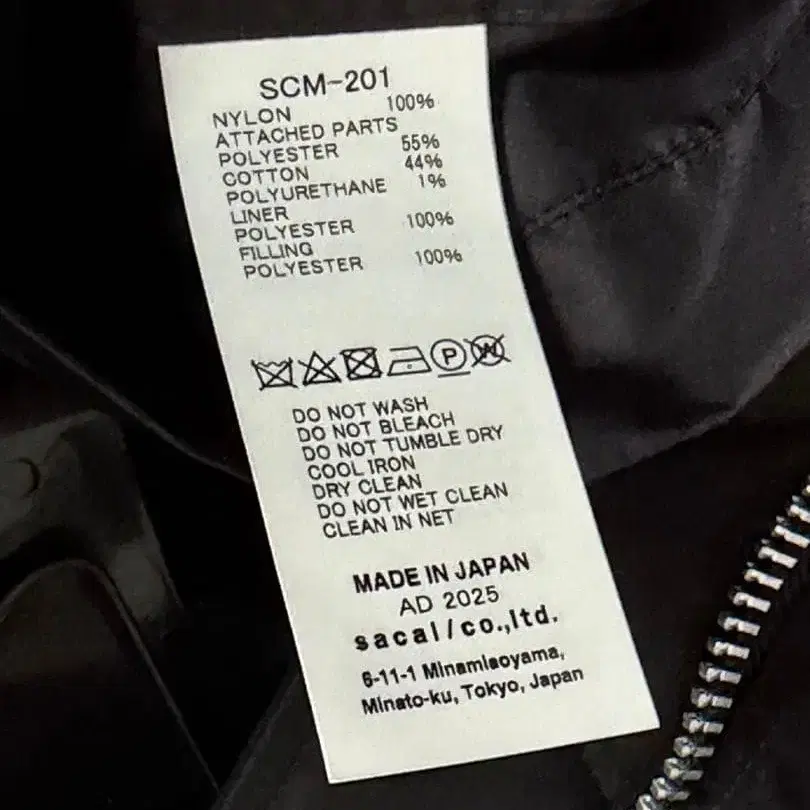 SCM-201
NYLON 100%
ATTACHED PARTS
POLYESTER 55%
COTTON 44%
POLYURETHANE 1%
LINER
POLYESTER 100%
FILLING
POLYESTER 100%
P W
DO NOT WASH
DO NOT BLEACH
DO NOT TUMBLE DRY
COOL IRON
DRY CLEAN
DO NOT WET CLEAN
CLEAN IN NET
MADE IN JAPAN
AD 2025
sacai/co.,ltd.
6-11-1 Minamiaoyama,
Minato-ku, Tokyo, Japan